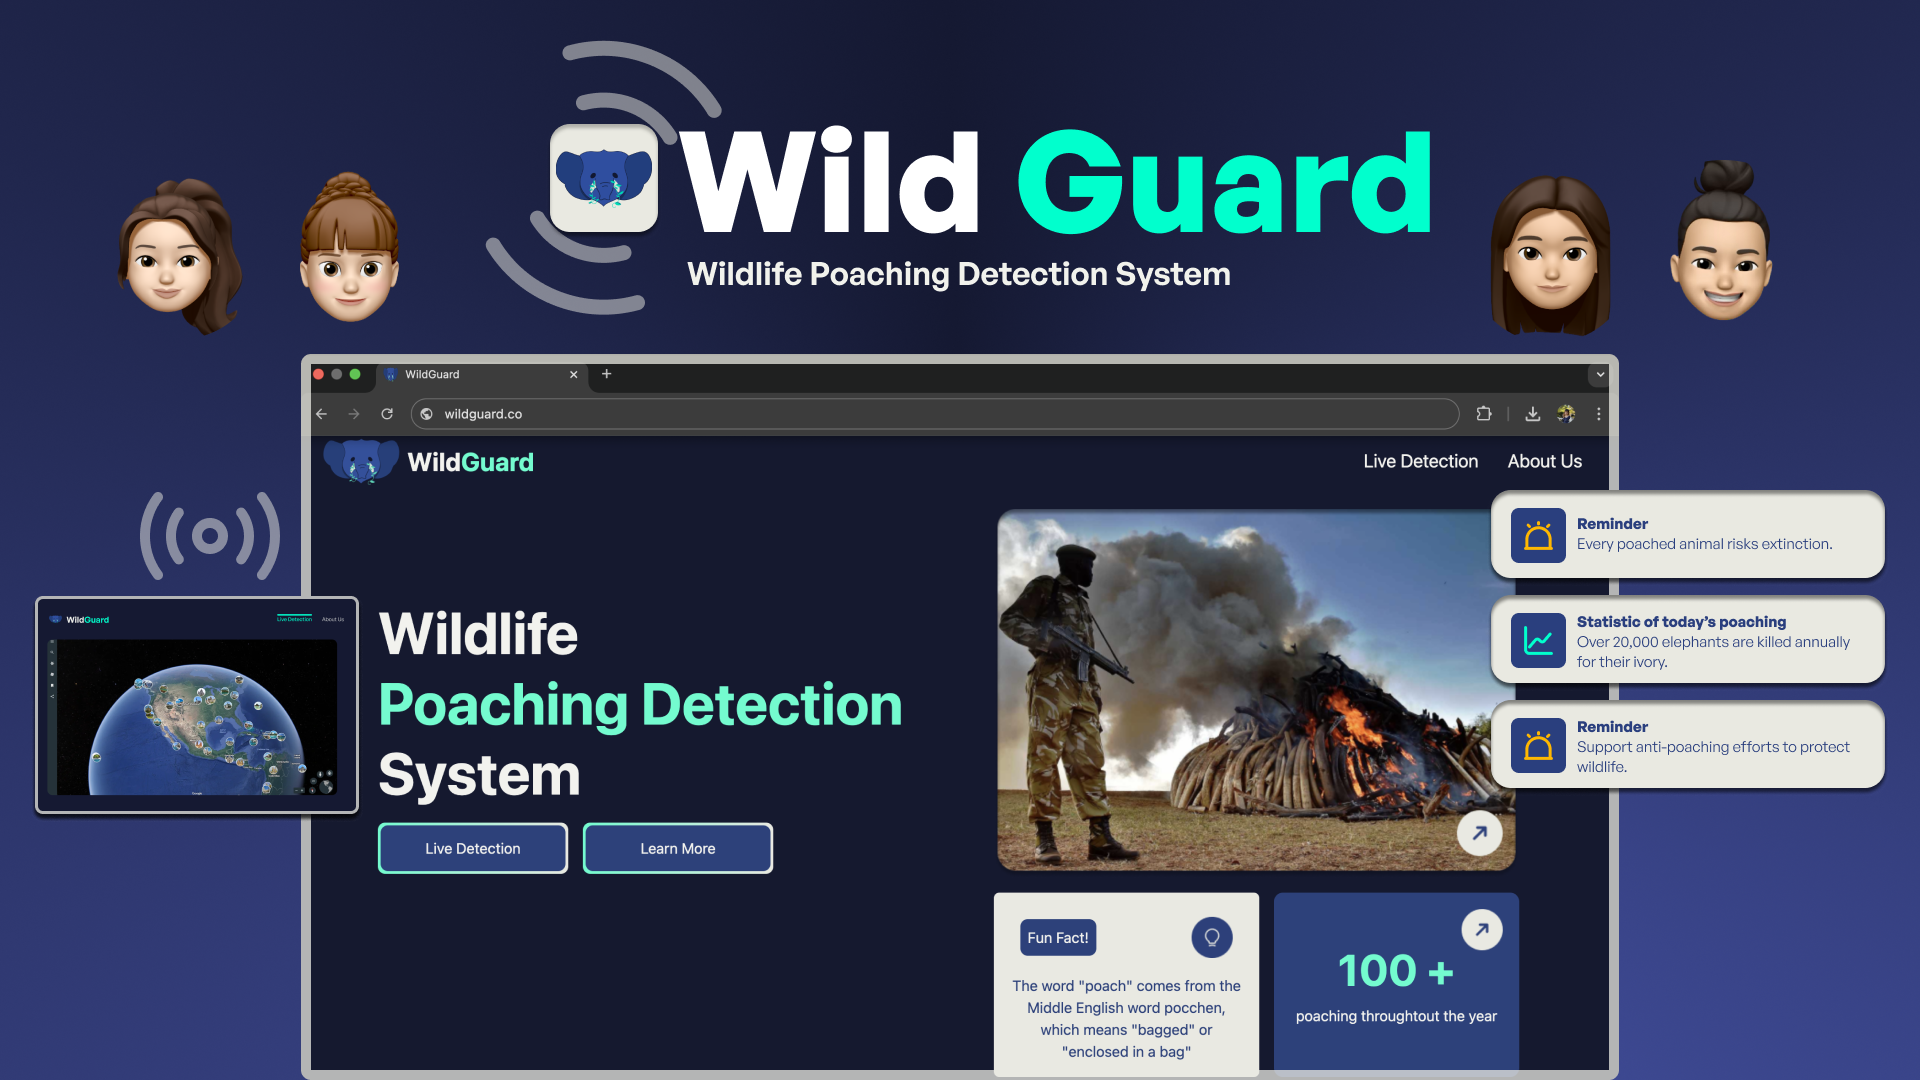 Wild Guard
Wildlife Poaching Detection System
WildGuard
wildguard.co
WildGuard
Live Detection
About Us
Reminder
Every poached animal risks extinction.
Statistic of today's poaching
Over 20,000 elephants are killed annually
for their ivory.
Reminder
Support anti-poaching efforts to protect
wildlife.
WildGuard
Live Detection
About Us
Wildlife
Poaching Detection
System
Live Detection
Learn More
Fun Fact!
The word "poach" comes from the
Middle English word pocchen,
which means "bagged" or
"enclosed in a bag"
100 +
poaching throughtout the year